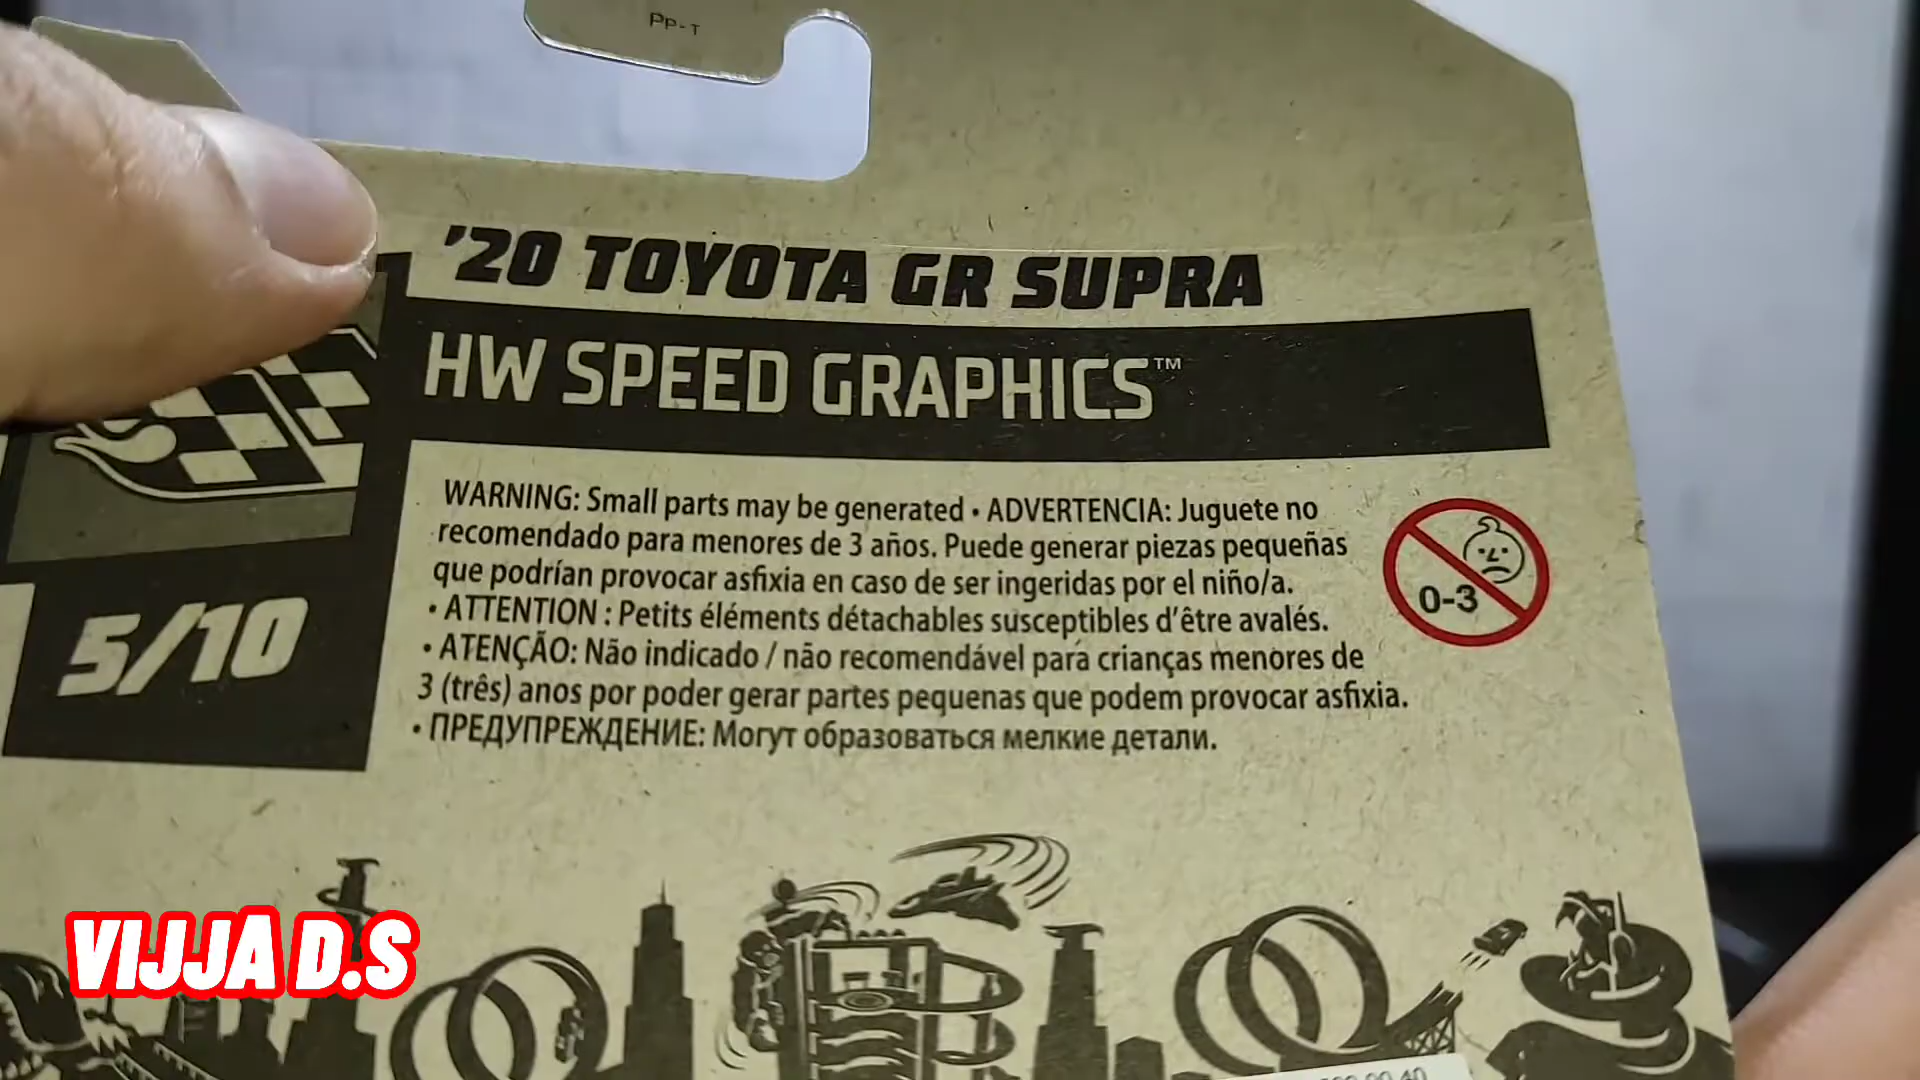 PP-T
'20 TOYOTA GR SUPRA
HW SPEED GRAPHICS™
WARNING: Small parts may be generated • ADVERTENCIA: Juguete no
recomendado para menores de 3 años. Puede generar piezas pequeñas
que podrían provocar asfixia en caso de ser ingeridas por el niño/a.
• ATTENTION : Petits éléments détachables susceptibles d'être avalés.
• ATENÇÃO: Não indicado / não recomendável para crianças menores de
3 (três) anos por poder gerar partes pequenas que podem provocar asfixia.
• ПРЕДУПРЕЖДЕНИЕ: Могут образоваться мелкие детали.
0-3
5/10
VIJJA D.S